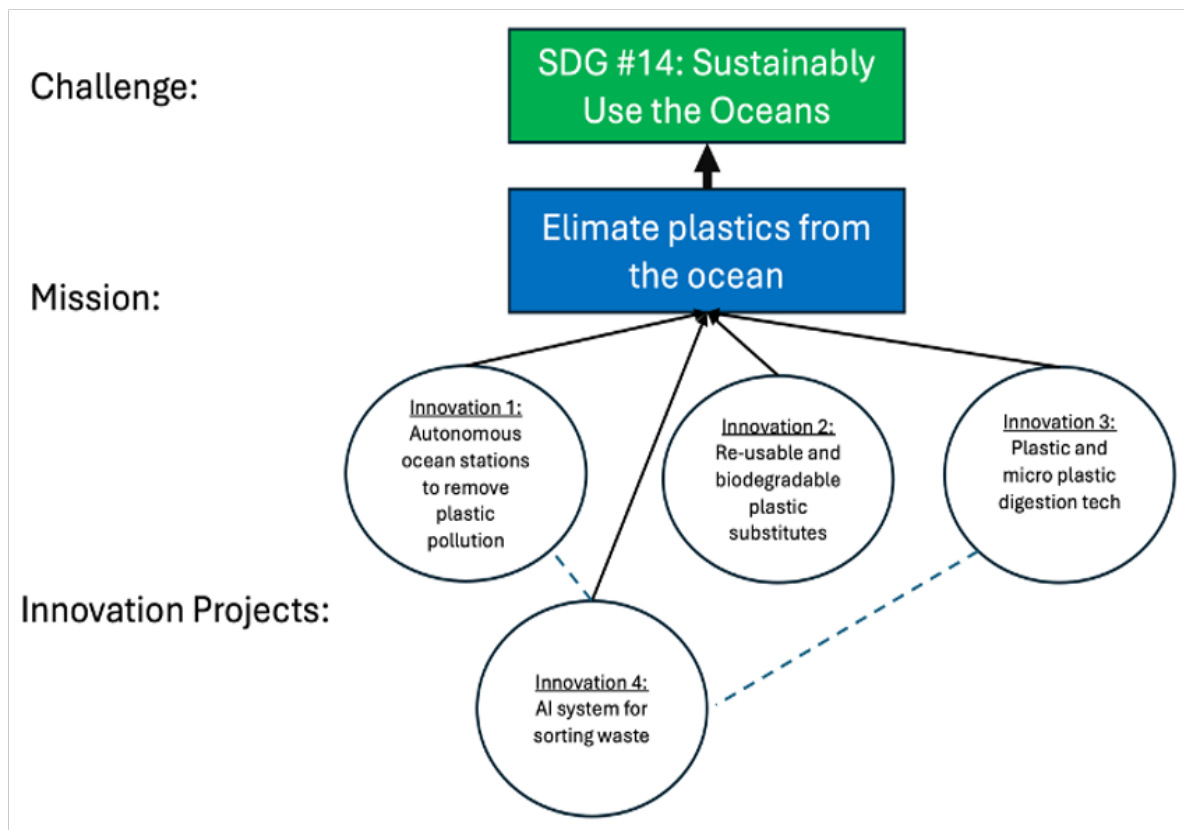 Challenge:
SDG #14: Sustainably
Use the Oceans
Mission:
Elimate plastics from
the ocean
Innovation Projects:
Innovation 1:
Autonomous
ocean stations
to remove
plastic
pollution
Innovation 2:
Re-usable and
biodegradable
plastic
substitutes
Innovation 3:
Plastic and
micro plastic
digestion tech
Innovation 4:
AI system for
sorting waste